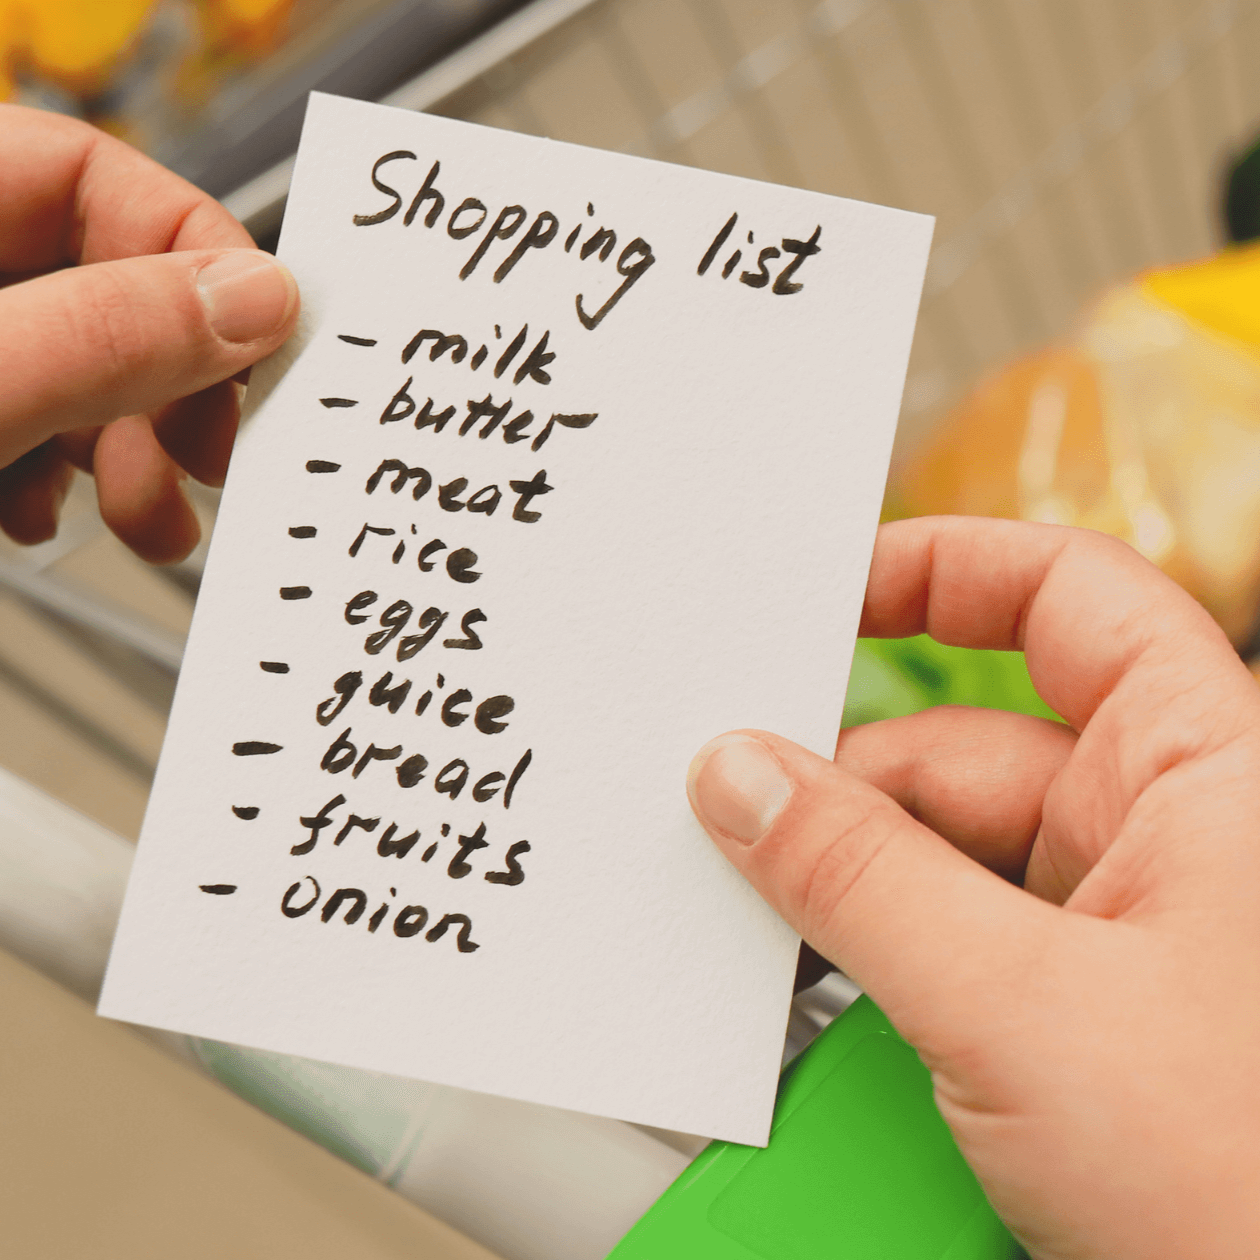 Shopping list
- milk
- butter
- meat
- rice
- eggs
- guice
- bread
- fruits
- onion